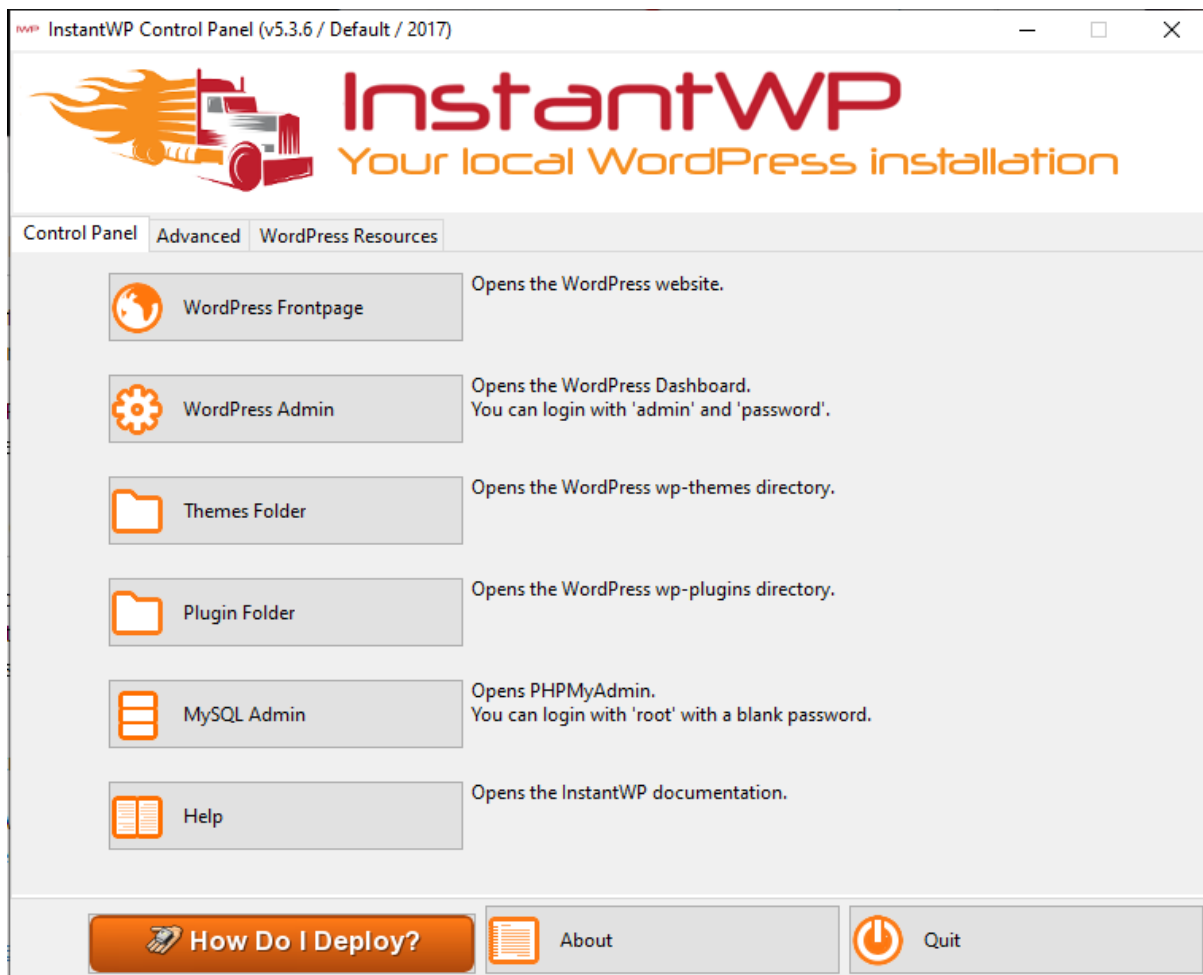 IWP InstantWP Control Panel (v5.3.6 / Default / 2017)
InstantWP
Your local WordPress installation
Control Panel Advanced WordPress Resources
WordPress Frontpage
Opens the WordPress website.
WordPress Admin
Opens the WordPress Dashboard.
You can login with 'admin' and 'password'.
Themes Folder
Opens the WordPress wp-themes directory.
Plugin Folder
Opens the WordPress wp-plugins directory.
MySQL Admin
Opens PHPMyAdmin.
You can login with 'root' with a blank password.
Help
Opens the InstantWP documentation.
How Do I Deploy?
About
Quit